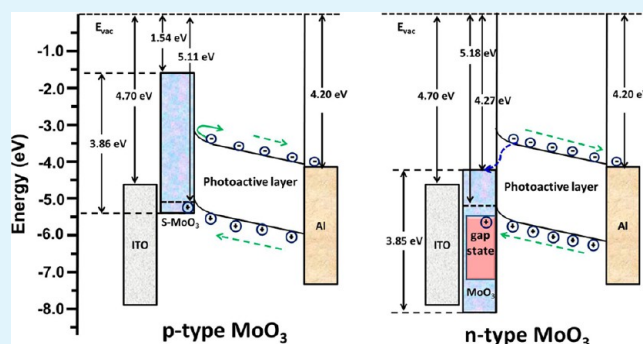 Energy (eV)
-1.0
-2.0
-3.0
-4.0
-5.0
-6.0
-7.0
-8.0
Evac
1.54 eV
5.11 eV
4.70 eV
4.20 eV
3.86 eV
Photoactive layer
S-MoO3
ITO
Al
p-type MoO3
Evac
5.18 eV
4.27 eV
4.70 eV
4.20 eV
Photoactive layer
3.85 eV
ITO
gap
state
MoO3
Al
n-type MoO3